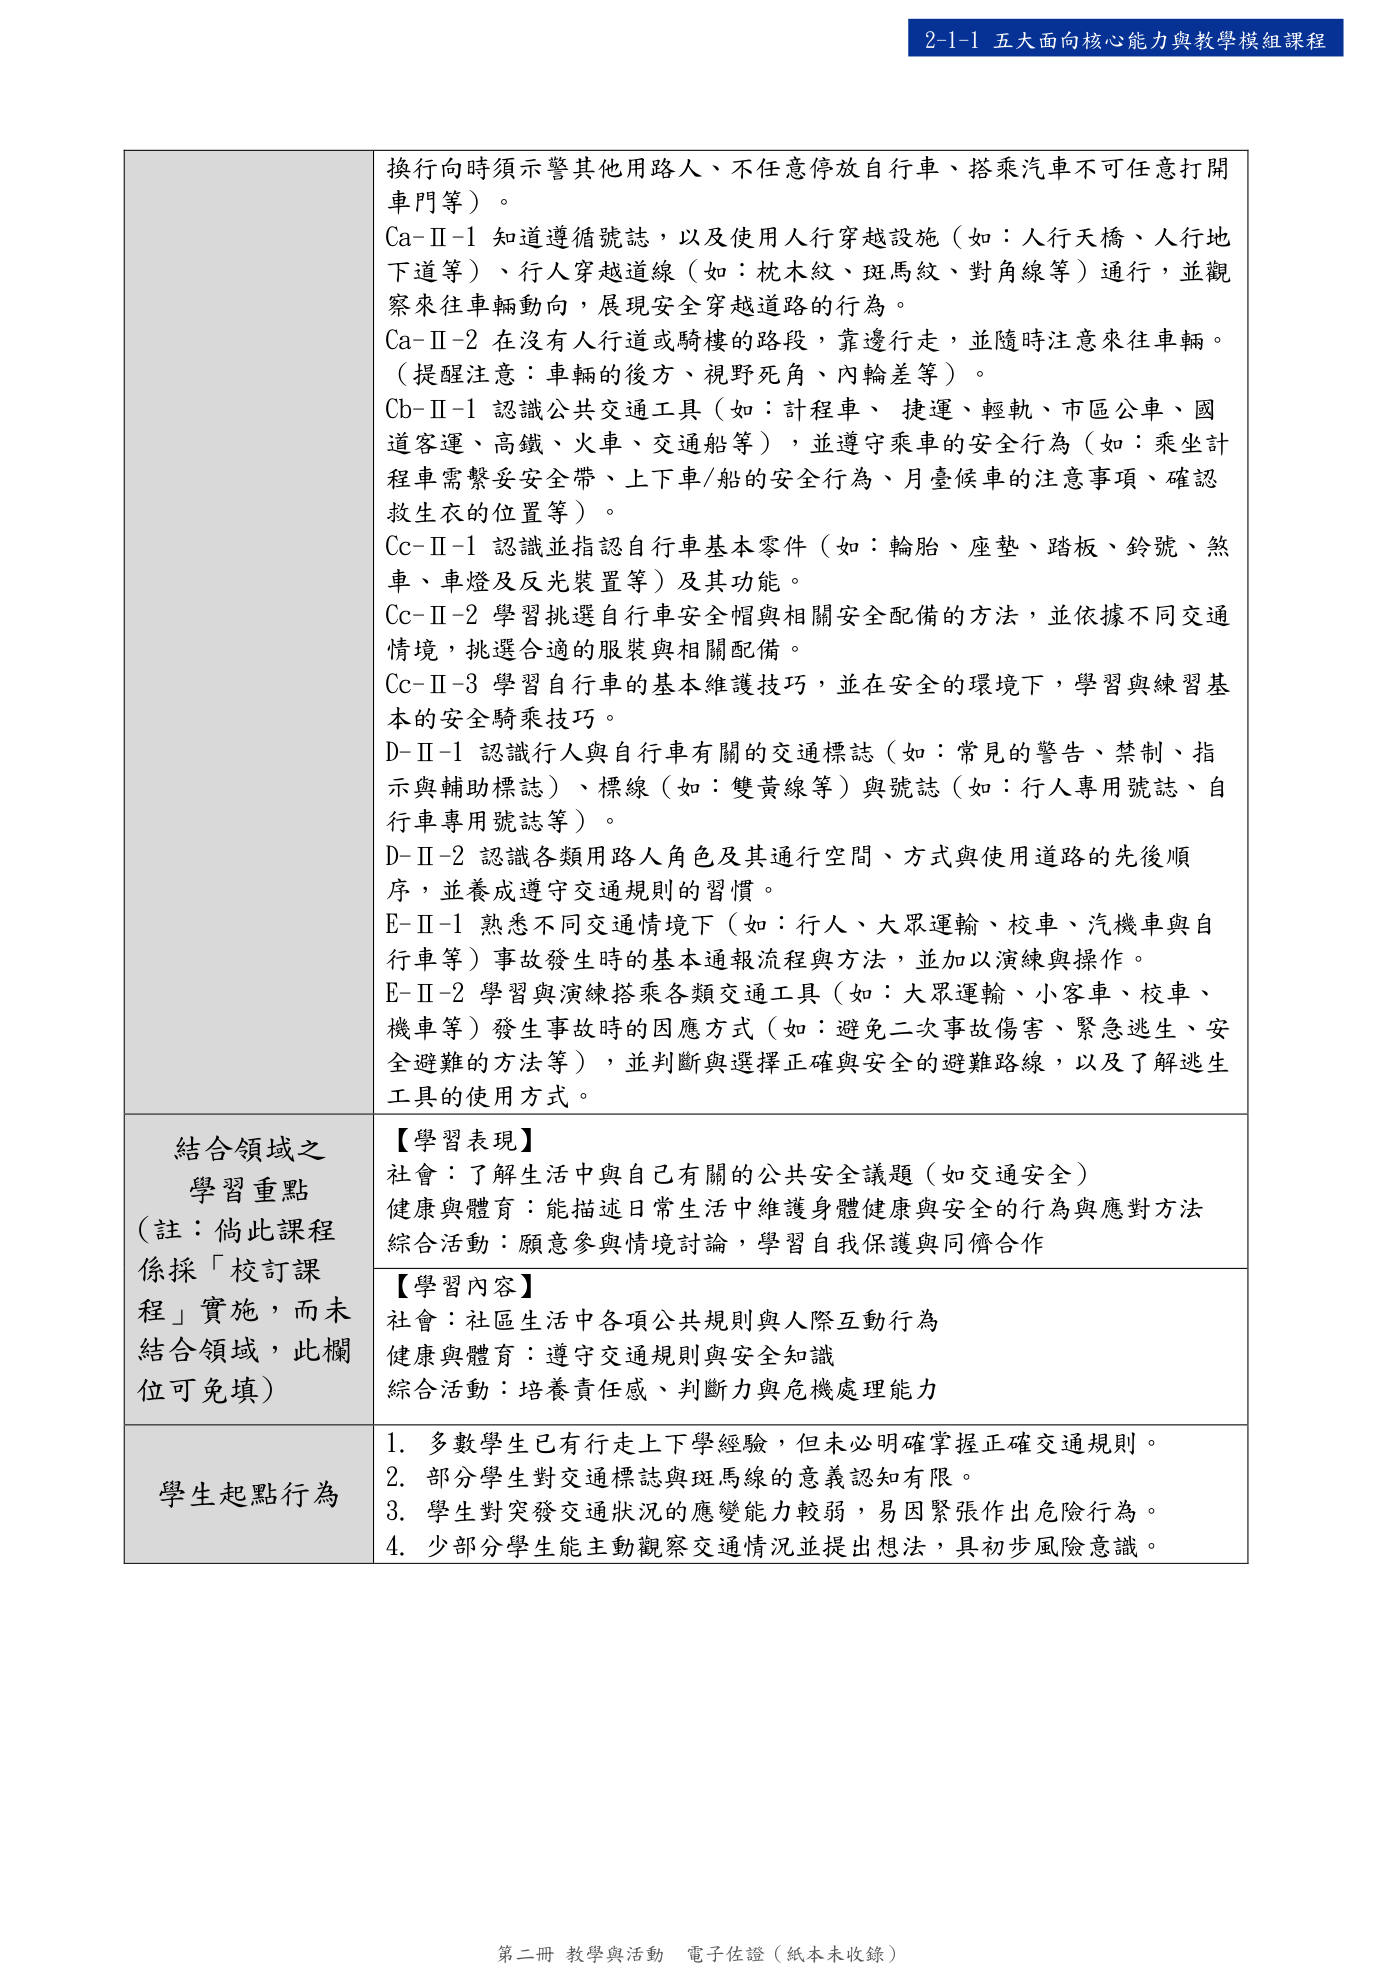 2-1-1 五大面向核心能力與教學模組課程
換行向時須示警其他用路人、不任意停放自行車、搭乘汽車不可任意打開
車門等）。
Ca-Ⅱ-1 知道遵循號誌，以及使用人行穿越設施（如：人行天橋、人行地
下道等）、行人穿越道線（如：枕木紋、斑馬紋、對角線等）通行，並觀
察來往車輛動向，展現安全穿越道路的行為。
Ca-Ⅱ-2 在沒有人行道或騎樓的路段，靠邊行走，並隨時注意來往車輛。
（提醒注意：車輛的後方、視野死角、內輪差等）。
Cb-Ⅱ-1 認識公共交通工具（如：計程車、 捷運、輕軌、市區公車、國
道客運、高鐵、火車、交通船等），並遵守乘車的安全行為（如：乘坐計
程車需繫妥安全帶、上下車/船的安全行為、月臺候車的注意事項、確認
救生衣的位置等）。
Cc-Ⅱ-1 認識並指認自行車基本零件（如：輪胎、座墊、踏板、鈴號、煞
車、車燈及反光裝置等）及其功能。
Cc-Ⅱ-2 學習挑選自行車安全帽與相關安全配備的方法，並依據不同交通
情境，挑選合適的服裝與相關配備。
Cc-Ⅱ-3 學習自行車的基本維護技巧，並在安全的環境下，學習與練習基
本的安全騎乘技巧。
D-Ⅱ-1 認識行人與自行車有關的交通標誌（如：常見的警告、禁制、指
示與輔助標誌）、標線（如：雙黃線等）與號誌（如：行人專用號誌、自
行車專用號誌等）。
D-Ⅱ-2 認識各類用路人角色及其通行空間、方式與使用道路的先後順
序，並養成遵守交通規則的習慣。
E-Ⅱ-1 熟悉不同交通情境下（如：行人、大眾運輸、校車、汽機車與自
行車等）事故發生時的基本通報流程與方法，並加以演練與操作。
E-Ⅱ-2 學習與演練搭乘各類交通工具（如：大眾運輸、小客車、校車、
機車等）發生事故時的因應方式（如：避免二次事故傷害、緊急逃生、安
全避難的方法等），並判斷與選擇正確與安全的避難路線，以及了解逃生
工具的使用方式。
結合領域之
學習重點
（註：倘此課程
係採「校訂課
程」實施，而未
結合領域，此欄
位可免填）
【學習表現】
社會：了解生活中與自己有關的公共安全議題（如交通安全）
健康與體育：能描述日常生活中維護身體健康與安全的行為與應對方法
綜合活動：願意參與情境討論，學習自我保護與同儕合作
【學習內容】
社會：社區生活中各項公共規則與人際互動行為
健康與體育：遵守交通規則與安全知識
綜合活動：培養責任感、判斷力與危機處理能力
學生起點行為
1. 多數學生已有行走上下學經驗，但未必明確掌握正確交通規則。
2. 部分學生對交通標誌與斑馬線的意義認知有限。
3. 學生對突發交通狀況的應變能力較弱，易因緊張作出危險行為。
4. 少部分學生能主動觀察交通情況並提出想法，具初步風險意識。
第二冊 教學與活動　電子佐證（紙本未收錄）